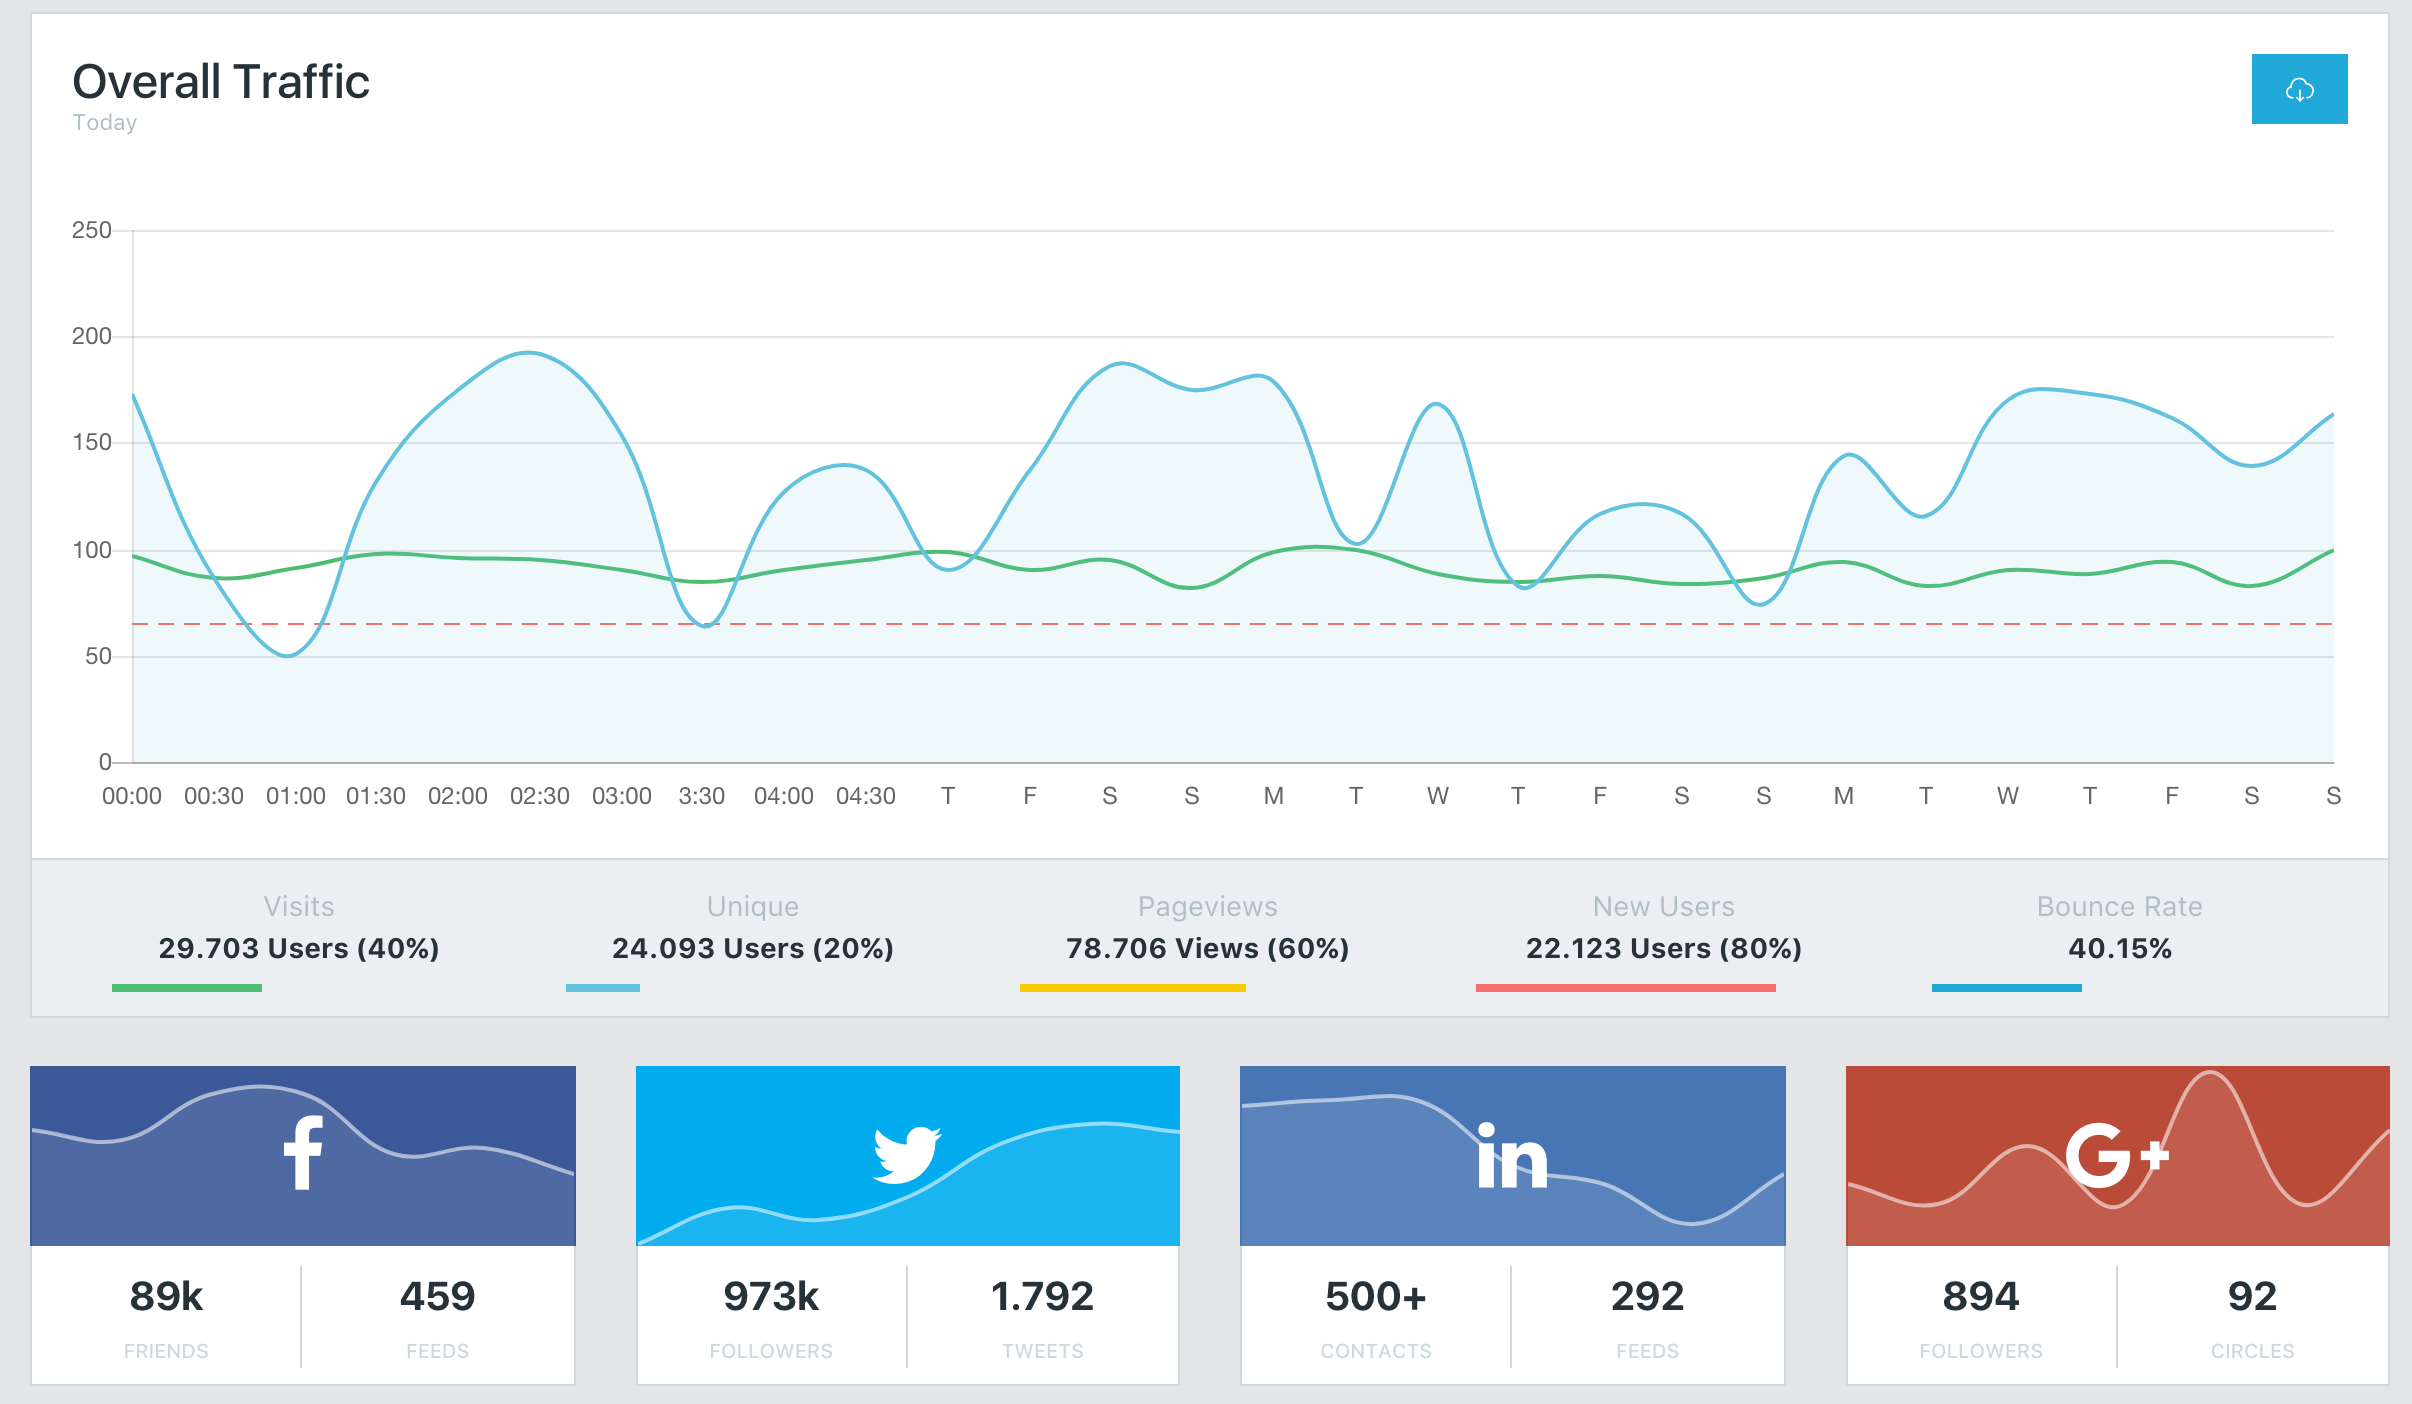 Overall Traffic
Today
250
200
150
100
50
0
00:00 00:30 01:00 01:30 02:00 02:30 03:00 3:30 04:00 04:30 T F S S M T W T F S S M T W T F S S
Visits Unique Pageviews New Users Bounce Rate
29.703 Users (40%) 24.093 Users (20%) 78.706 Views (60%) 22.123 Users (80%) 40.15%
f in G+
89k 459 973k 1.792 500+ 292 894 92
FRIENDS FEEDS FOLLOWERS TWEETS CONTACTS FEEDS FOLLOWERS CIRCLES